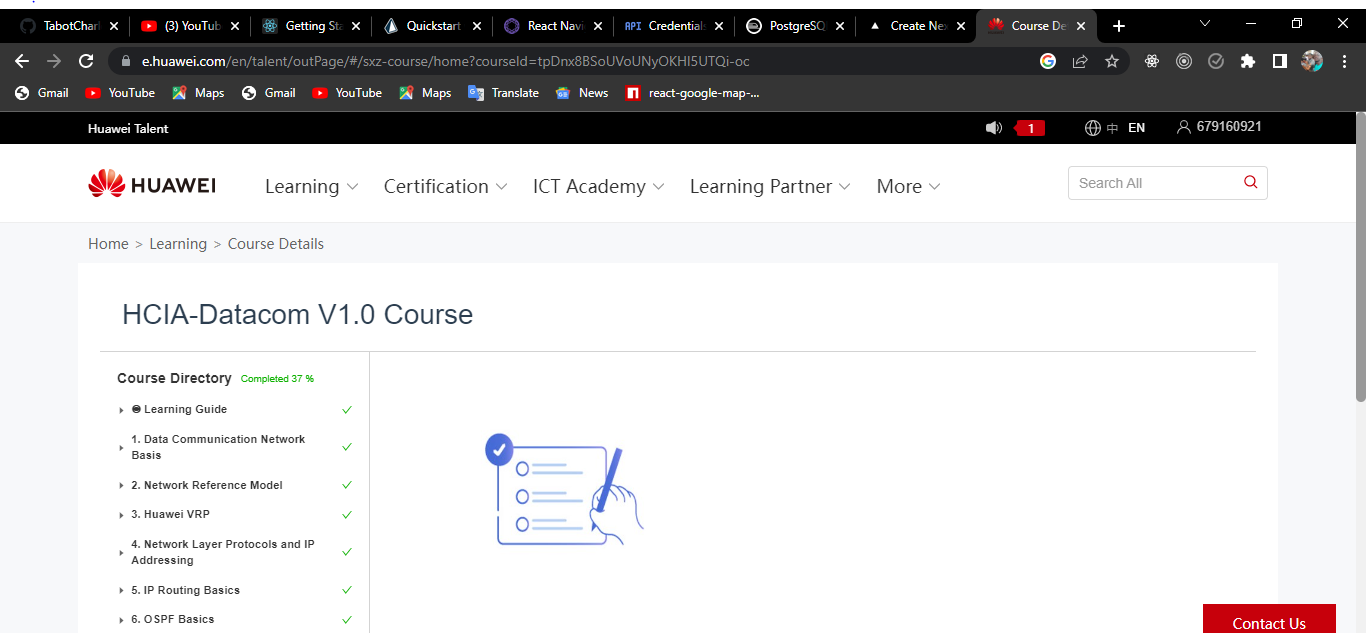 TabotChar
(3) YouTub
Getting Sta
Quickstart
React Navi
API Credentials
PostgreSQ
Create Nex
Course De
e.huawei.com/en/talent/outPage/#/sxz-course/home?courseId=tpDnx8BSoUVoUNyOKHI5UTQi-oc
Gmail YouTube Maps Gmail YouTube Maps Translate News react-google-map-...
Huawei Talent 1 中 EN 679160921
HUAWEI Learning Certification ICT Academy Learning Partner More Search All
Home > Learning > Course Details
HCIA-Datacom V1.0 Course
Course Directory Completed 37 %
Learning Guide
1. Data Communication Network
Basis
2. Network Reference Model
3. Huawei VRP
4. Network Layer Protocols and IP
Addressing
5. IP Routing Basics
6. OSPF Basics
Contact Us